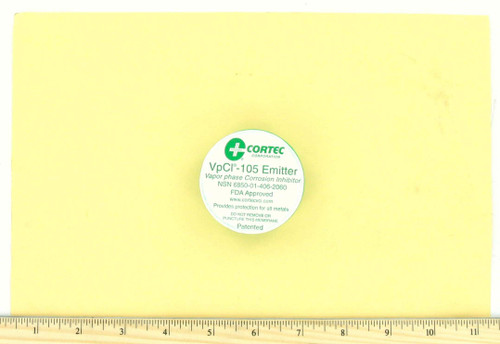 CORTEC
CORPORATION
VpCI®-105 Emitter
Vapor phase Corrosion Inhibitor
NSN 6850-01-406-2060
FDA Approved
www.cortecvci.com
Provides protection for all metals
DO NOT REMOVE OR
PUNCTURE THIS MEMBRANE
Patented
1 2 3 4 5 6 7 8 9 10 11